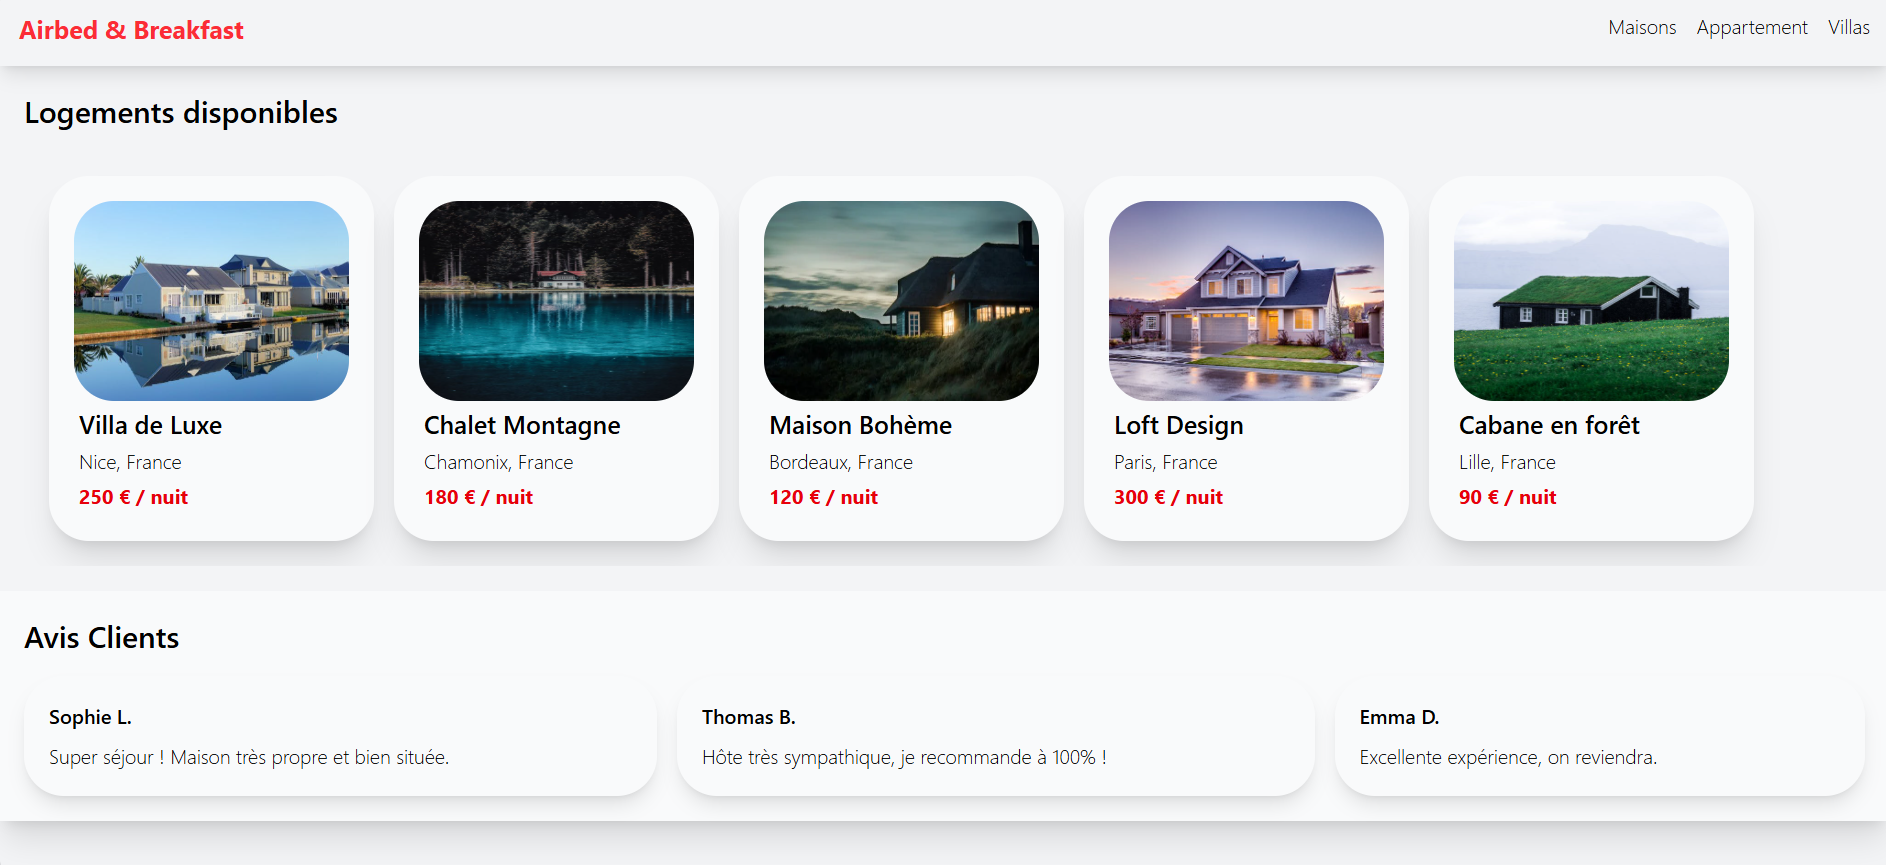 Airbed & Breakfast
Maisons Appartement Villas
Logements disponibles
Villa de Luxe
Nice, France
250 € / nuit
Chalet Montagne
Chamonix, France
180 € / nuit
Maison Bohème
Bordeaux, France
120 € / nuit
Loft Design
Paris, France
300 € / nuit
Cabane en forêt
Lille, France
90 € / nuit
Avis Clients
Sophie L.
Super séjour ! Maison très propre et bien située.
Thomas B.
Hôte très sympathique, je recommande à 100% !
Emma D.
Excellente expérience, on reviendra.